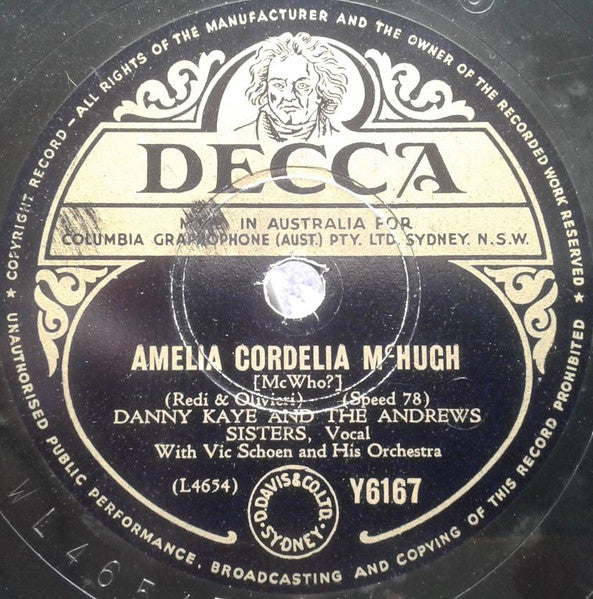 COPYRIGHT RECORD — ALL RIGHTS OF THE MANUFACTURER AND THE OWNER OF THE RECORDED WORK RESERVED
DECCA
IN AUSTRALIA FOR
COLUMBIA GRAPHOPHONE (AUST.) PTY. LTD. SYDNEY. N.S.W.
AMELIA CORDELIA McHUGH
[McWho?]
(Redi & Olivieri) (Speed 78)
DANNY KAYE AND THE ANDREWS
SISTERS, Vocal
With Vic Schoen and His Orchestra
(L4654) Y6167
D.DAVIS&CO.LTD.
SYDNEY.
★ UNAUTHORISED PUBLIC PERFORMANCE, BROADCASTING AND COPYING OF THIS RECORD PROHIBITED ★